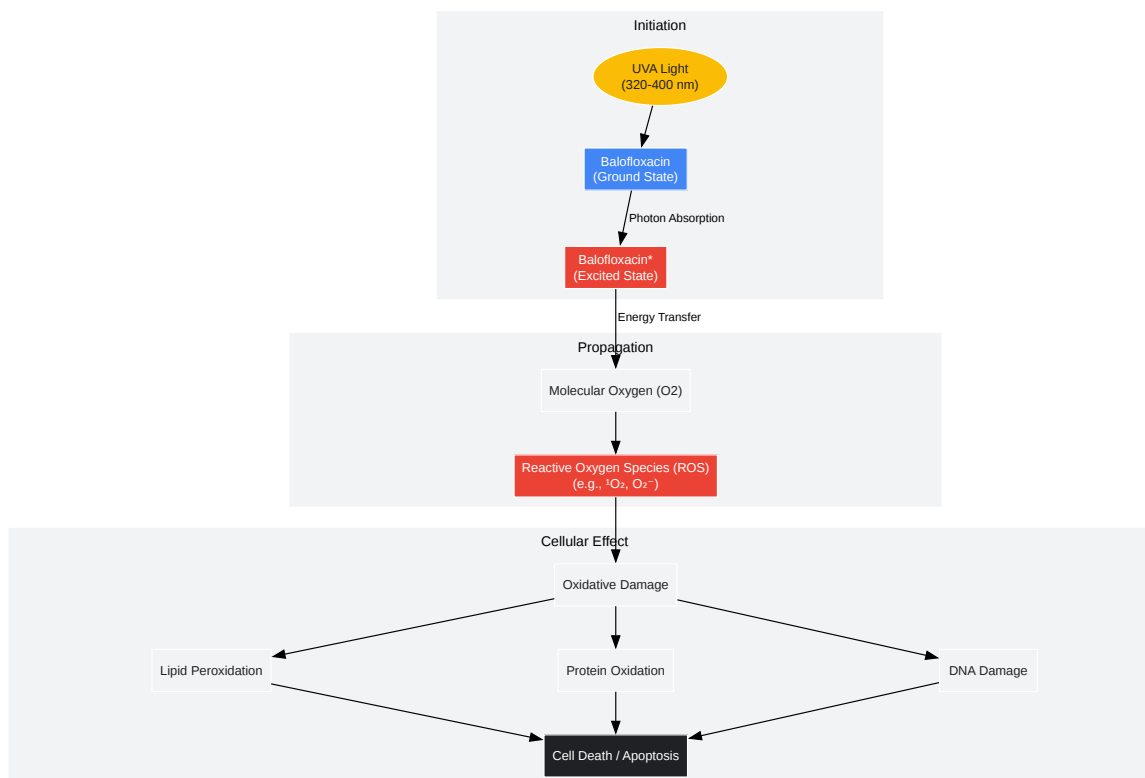 Initiation
UVA Light
(320-400 nm)
Balofloxacin
(Ground State)
Photon Absorption
Balofloxacin*
(Excited State)
Energy Transfer
Propagation
Molecular Oxygen (O2)
Reactive Oxygen Species (ROS)
(e.g., ¹O₂, O₂⁻)
Cellular Effect
Oxidative Damage
Lipid Peroxidation
Protein Oxidation
DNA Damage
Cell Death / Apoptosis